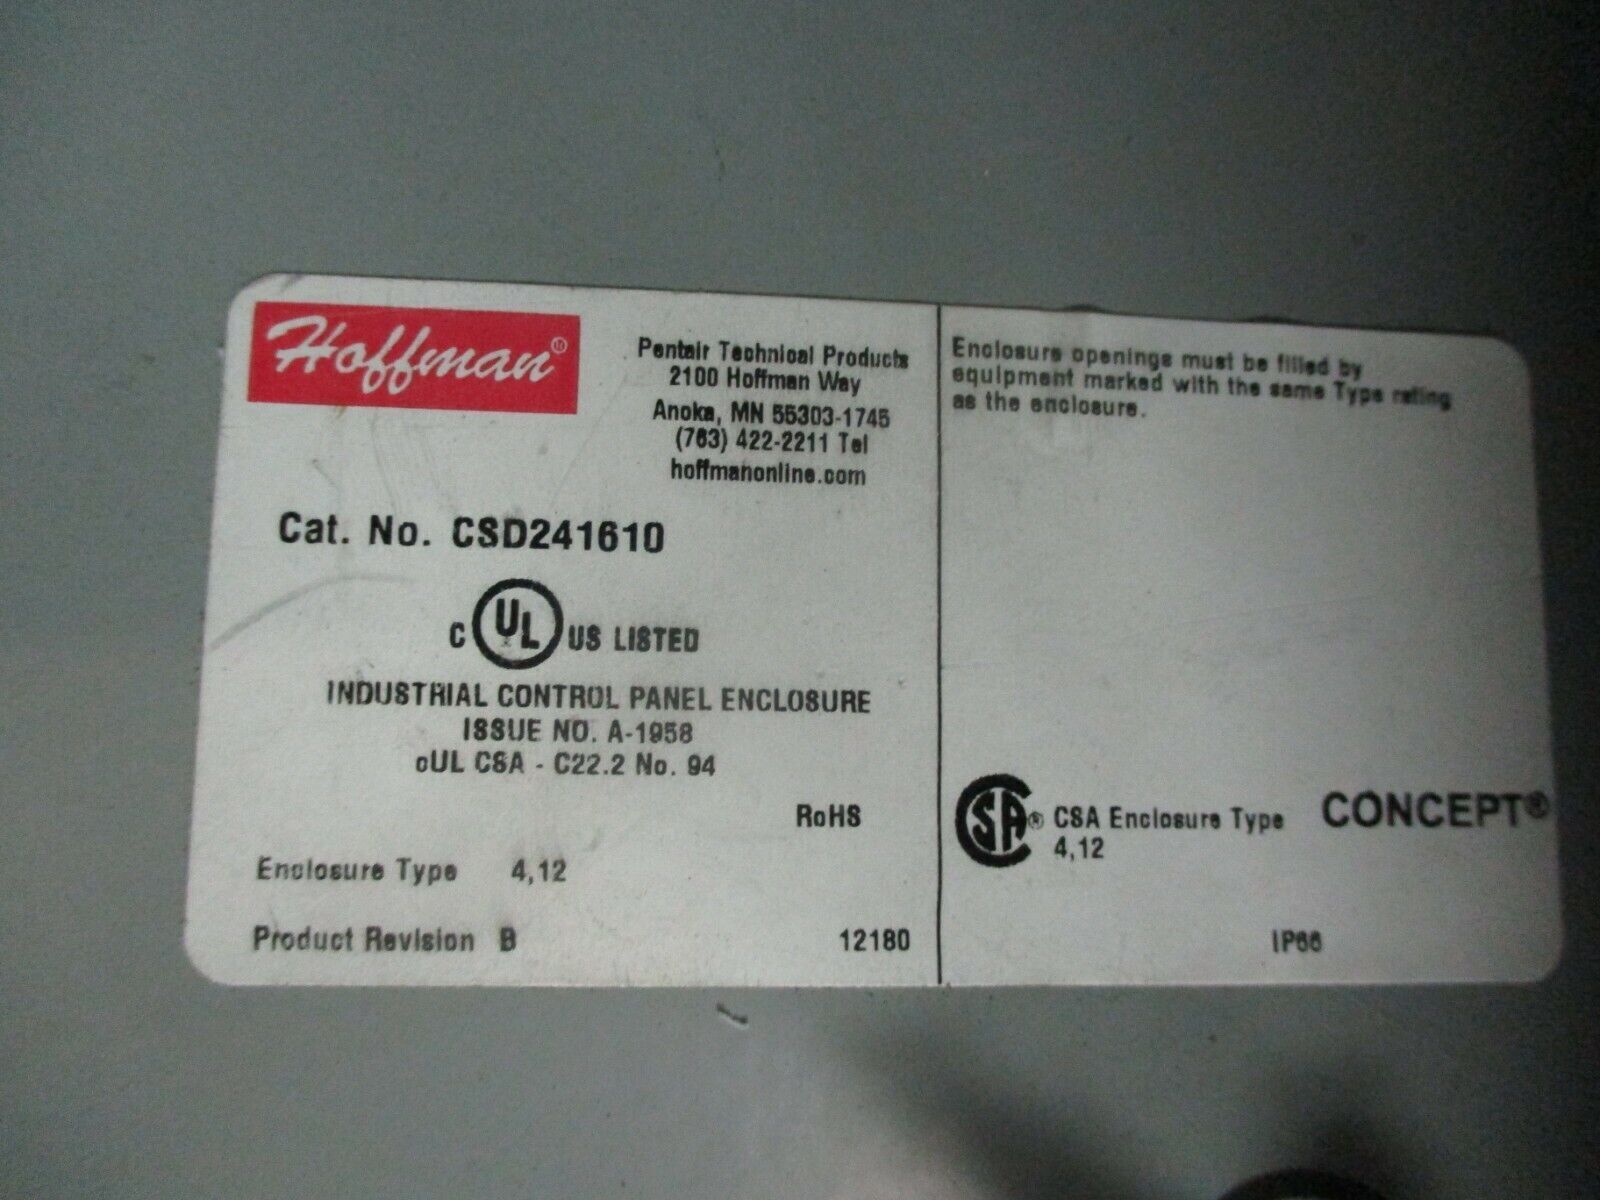 Hoffman®
Pentair Technical Products
2100 Hoffman Way
Anoka, MN 55303-1745
(763) 422-2211 Tel
hoffmanonline.com
Cat. No. CSD241610
C UL US LISTED
INDUSTRIAL CONTROL PANEL ENCLOSURE
ISSUE NO. A-1958
cUL CSA - C22.2 No. 94
RoHS
Enclosure Type 4,12
Product Revision B
12180
Enclosure openings must be filled by
equipment marked with the same Type rating
as the enclosure.
CSA® CSA Enclosure Type
4,12
CONCEPT®
IP66